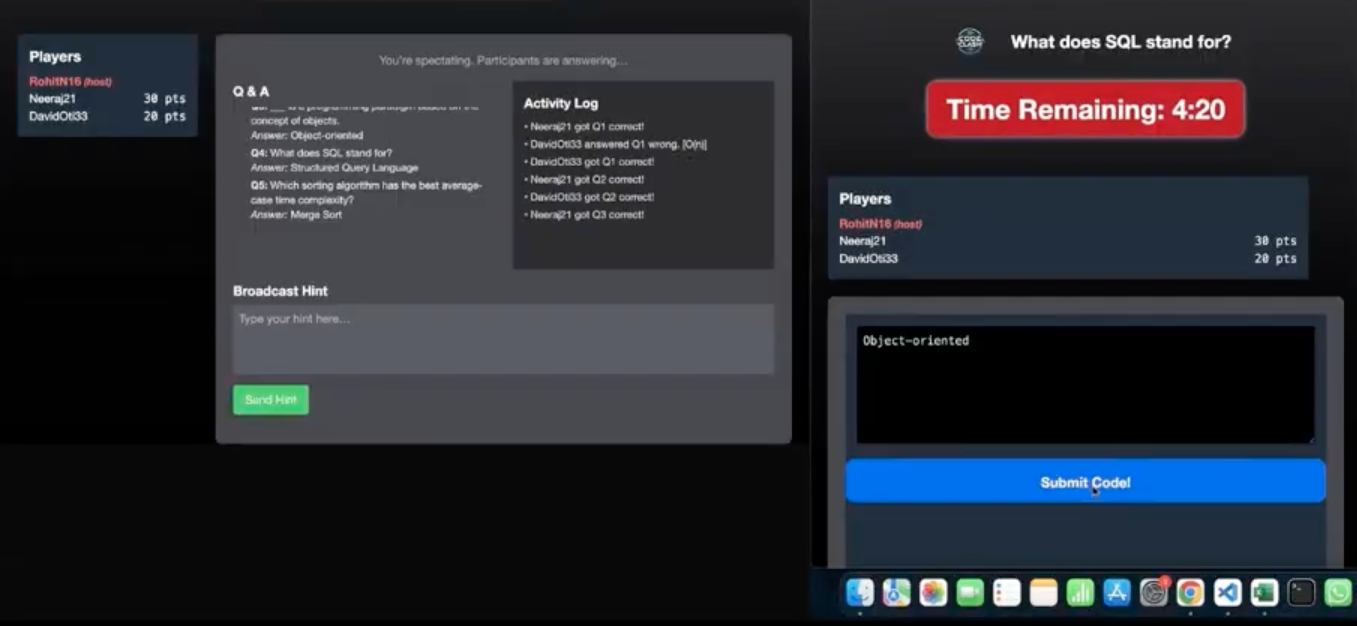 Players
RohitN16 (host)
Neeraj21 30 pts
DavidOti33 20 pts
You're spectating. Participants are answering...
Q & A
is a programming paradigm based on the
concept of objects.
Answer: Object-oriented
Q4: What does SQL stand for?
Answer: Structured Query Language
Q5: Which sorting algorithm has the best average-
case time complexity?
Answer: Merge Sort
Activity Log
• Neeraj21 got Q1 correct!
• DavidOti33 answered Q1 wrong. [O(n)]
• DavidOti33 got Q1 correct!
• Neeraj21 got Q2 correct!
• DavidOti33 got Q2 correct!
• Neeraj21 got Q3 correct!
Broadcast Hint
Type your hint here...
Send Hint
CODE
CLASH
What does SQL stand for?
Time Remaining: 4:20
Players
RohitN16 (host)
Neeraj21 30 pts
DavidOti33 20 pts
Object-oriented
Submit Code!